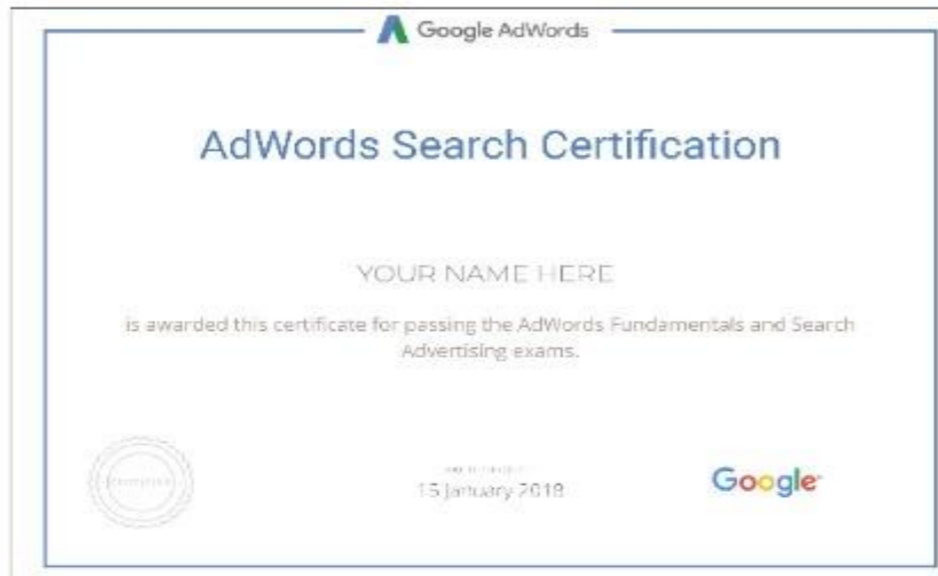 Google AdWords
AdWords Search Certification
YOUR NAME HERE
is awarded this certificate for passing the AdWords Fundamentals and Search
Advertising exams.
15 January 2018
Google